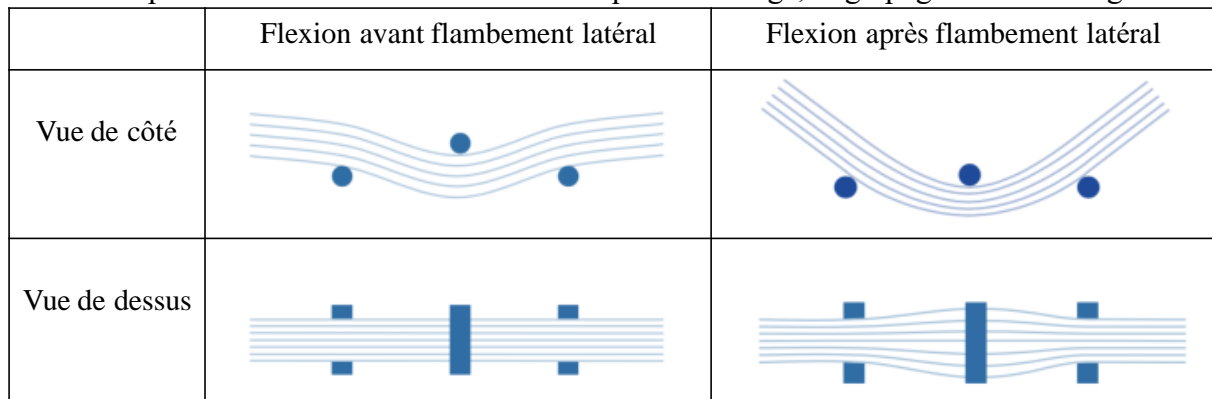 Flexion avant flambement latéral
Flexion après flambement latéral
Vue de côté
Vue de dessus